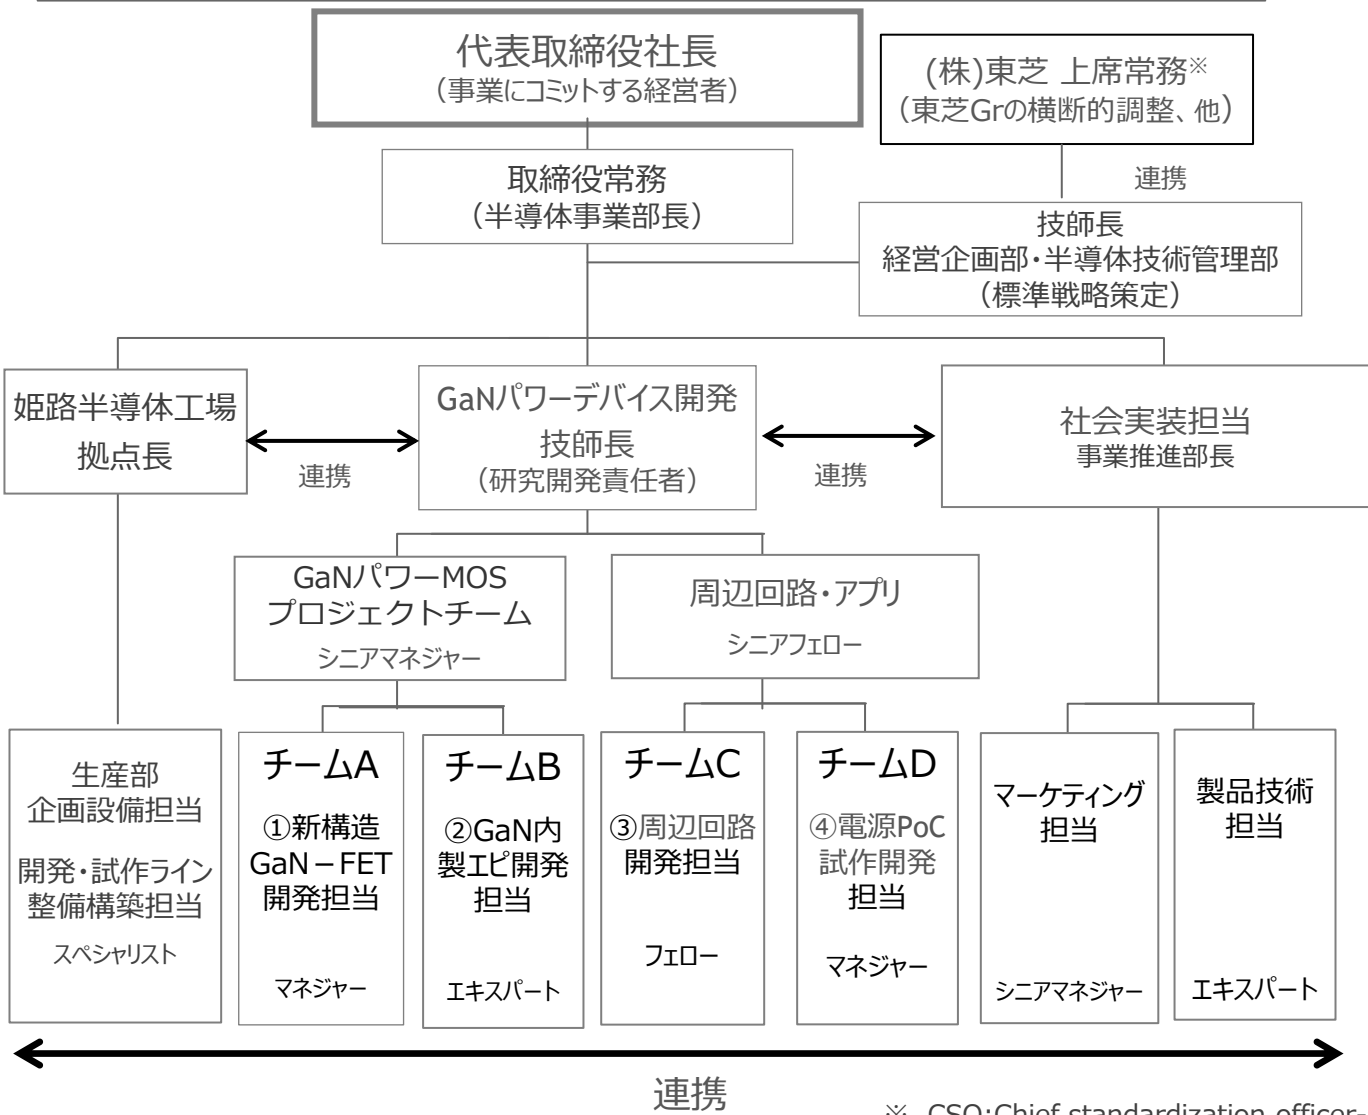 代表取締役社長
（事業にコミットする経営者）
(株)東芝 上席常務※
（東芝Grの横断的調整、他）
取締役常務
（半導体事業部長）
連携
技師長
経営企画部・半導体技術管理部
（標準戦略策定）
姫路半導体工場
拠点長
連携
GaNパワーデバイス開発
技師長
（研究開発責任者）
連携
社会実装担当
事業推進部長
GaNパワーMOS
プロジェクトチーム
シニアマネジャー
周辺回路・アプリ
シニアフェロー
生産部
企画設備担当
開発・試作ライン
整備構築担当
スペシャリスト
チームA
①新構造
GaN－FET
開発担当
マネジャー
チームB
②GaN内
製エピ開発
担当
エキスパート
チームC
③周辺回路
開発担当
フェロー
チームD
④電源PoC
試作開発
担当
マネジャー
マーケティング
担当
シニアマネジャー
製品技術
担当
エキスパート
連携
※ CSO:Chief standardization officer-